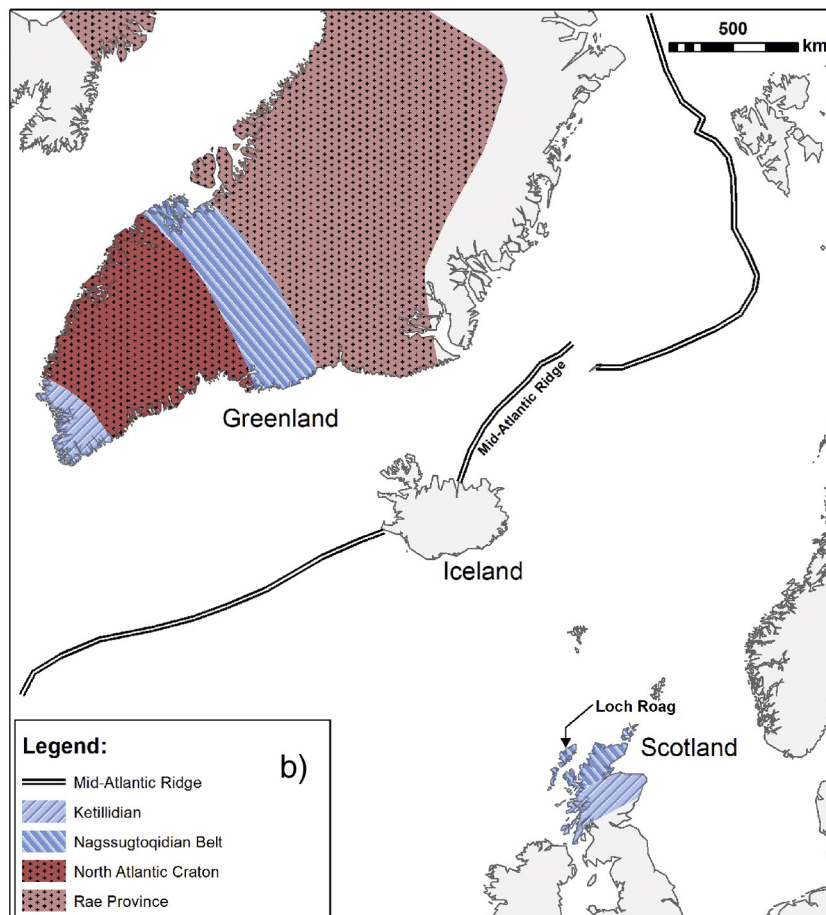 500
km
Mid-Atlantic Ridge
Greenland
Iceland
Loch Roag
Scotland
Legend:
b)
Mid-Atlantic Ridge
Ketillidian
Nagssugtoqidian Belt
North Atlantic Craton
Rae Province